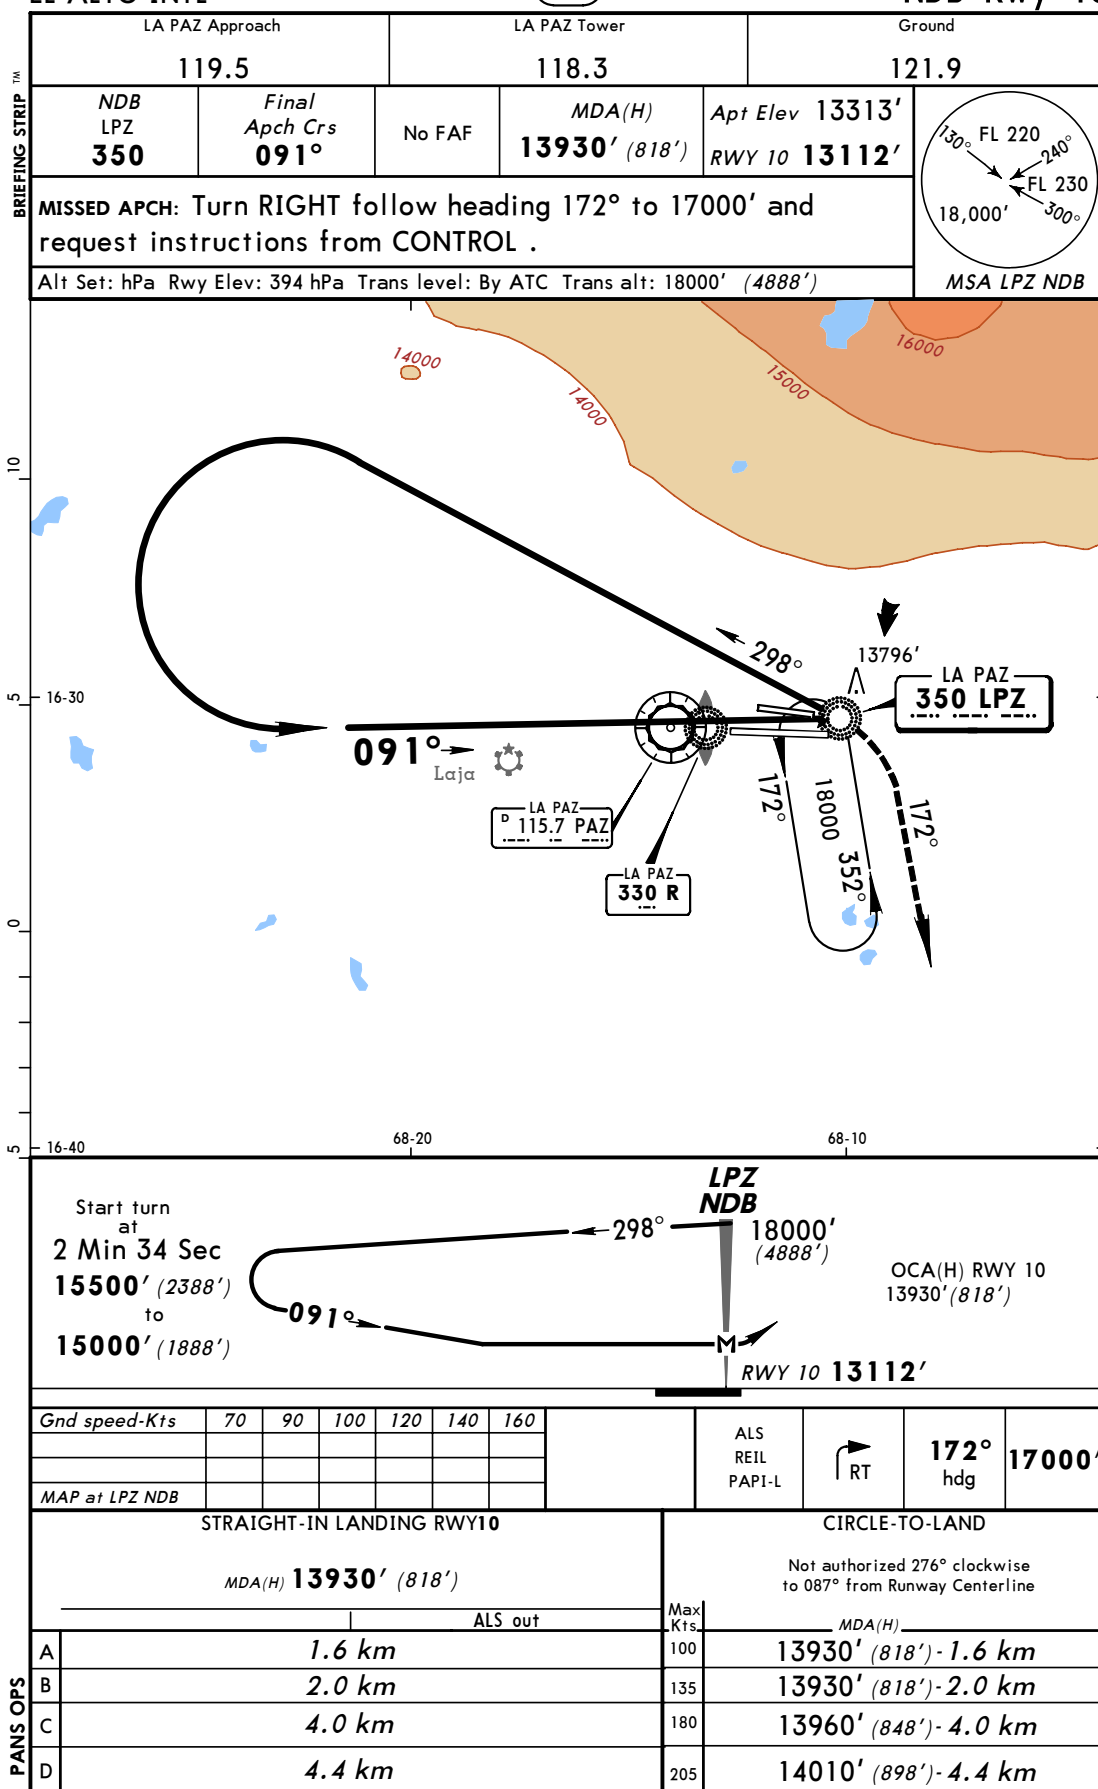 LA PAZ Approach
119.5
LA PAZ Tower
118.3
Ground
121.9
BRIEFING STRIP TM
NDB
LPZ
350
Final
Apch Crs
091°
No FAF
MDA(H)
13930' (818')
Apt Elev 13313'
RWY 10 13112'
MISSED APCH: Turn RIGHT follow heading 172° to 17000' and
request instructions from CONTROL .
Alt Set: hPa Rwy Elev: 394 hPa Trans level: By ATC Trans alt: 18000' (4888')
130°
FL 220
240°
FL 230
300°
18,000'
MSA LPZ NDB
14000
14000
15000
16000
10
5
0
5
16-30
16-40
68-20
68-10
298°
13796'
LA PAZ
350 LPZ
091°
Laja
LA PAZ
D 115.7 PAZ
LA PAZ
330 R
172°
18000
352°
172°
Start turn
at
2 Min 34 Sec
15500' (2388')
to
15000' (1888')
LPZ
NDB
298°
18000'
(4888')
091°
OCA(H) RWY 10
13930'(818')
M
RWY 10 13112'
Gnd speed-Kts 70 90 100 120 140 160
MAP at LPZ NDB
ALS
REIL
PAPI-L
RT
172°
hdg
17000'
STRAIGHT-IN LANDING RWY10
MDA(H) 13930' (818')
ALS out
A 1.6 km
B 2.0 km
C 4.0 km
D 4.4 km
CIRCLE-TO-LAND
Not authorized 276° clockwise
to 087° from Runway Centerline
Max
Kts
MDA(H)
100 13930' (818') - 1.6 km
135 13930' (818') - 2.0 km
180 13960' (848') - 4.0 km
205 14010' (898') - 4.4 km
PANS OPS